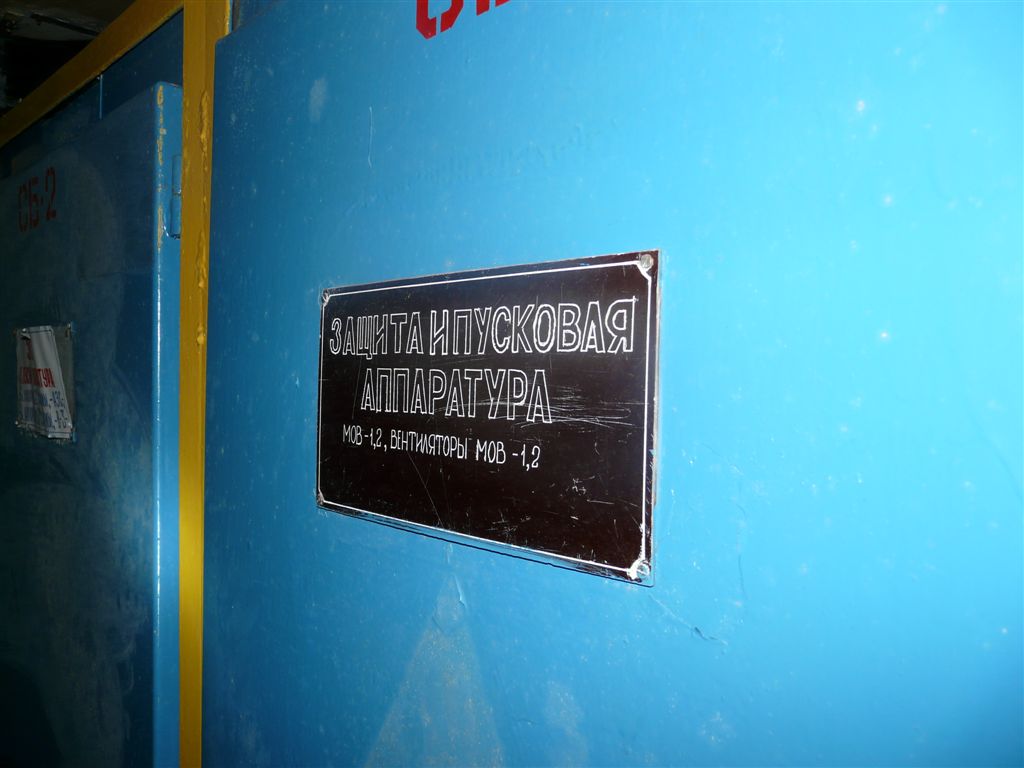 СБ-2
ЗАЩИТА И ПУСКОВАЯ
АППАРАТУРА
МОВ-1,2, ВЕНТИЛЯТОРЫ МОВ-1,2